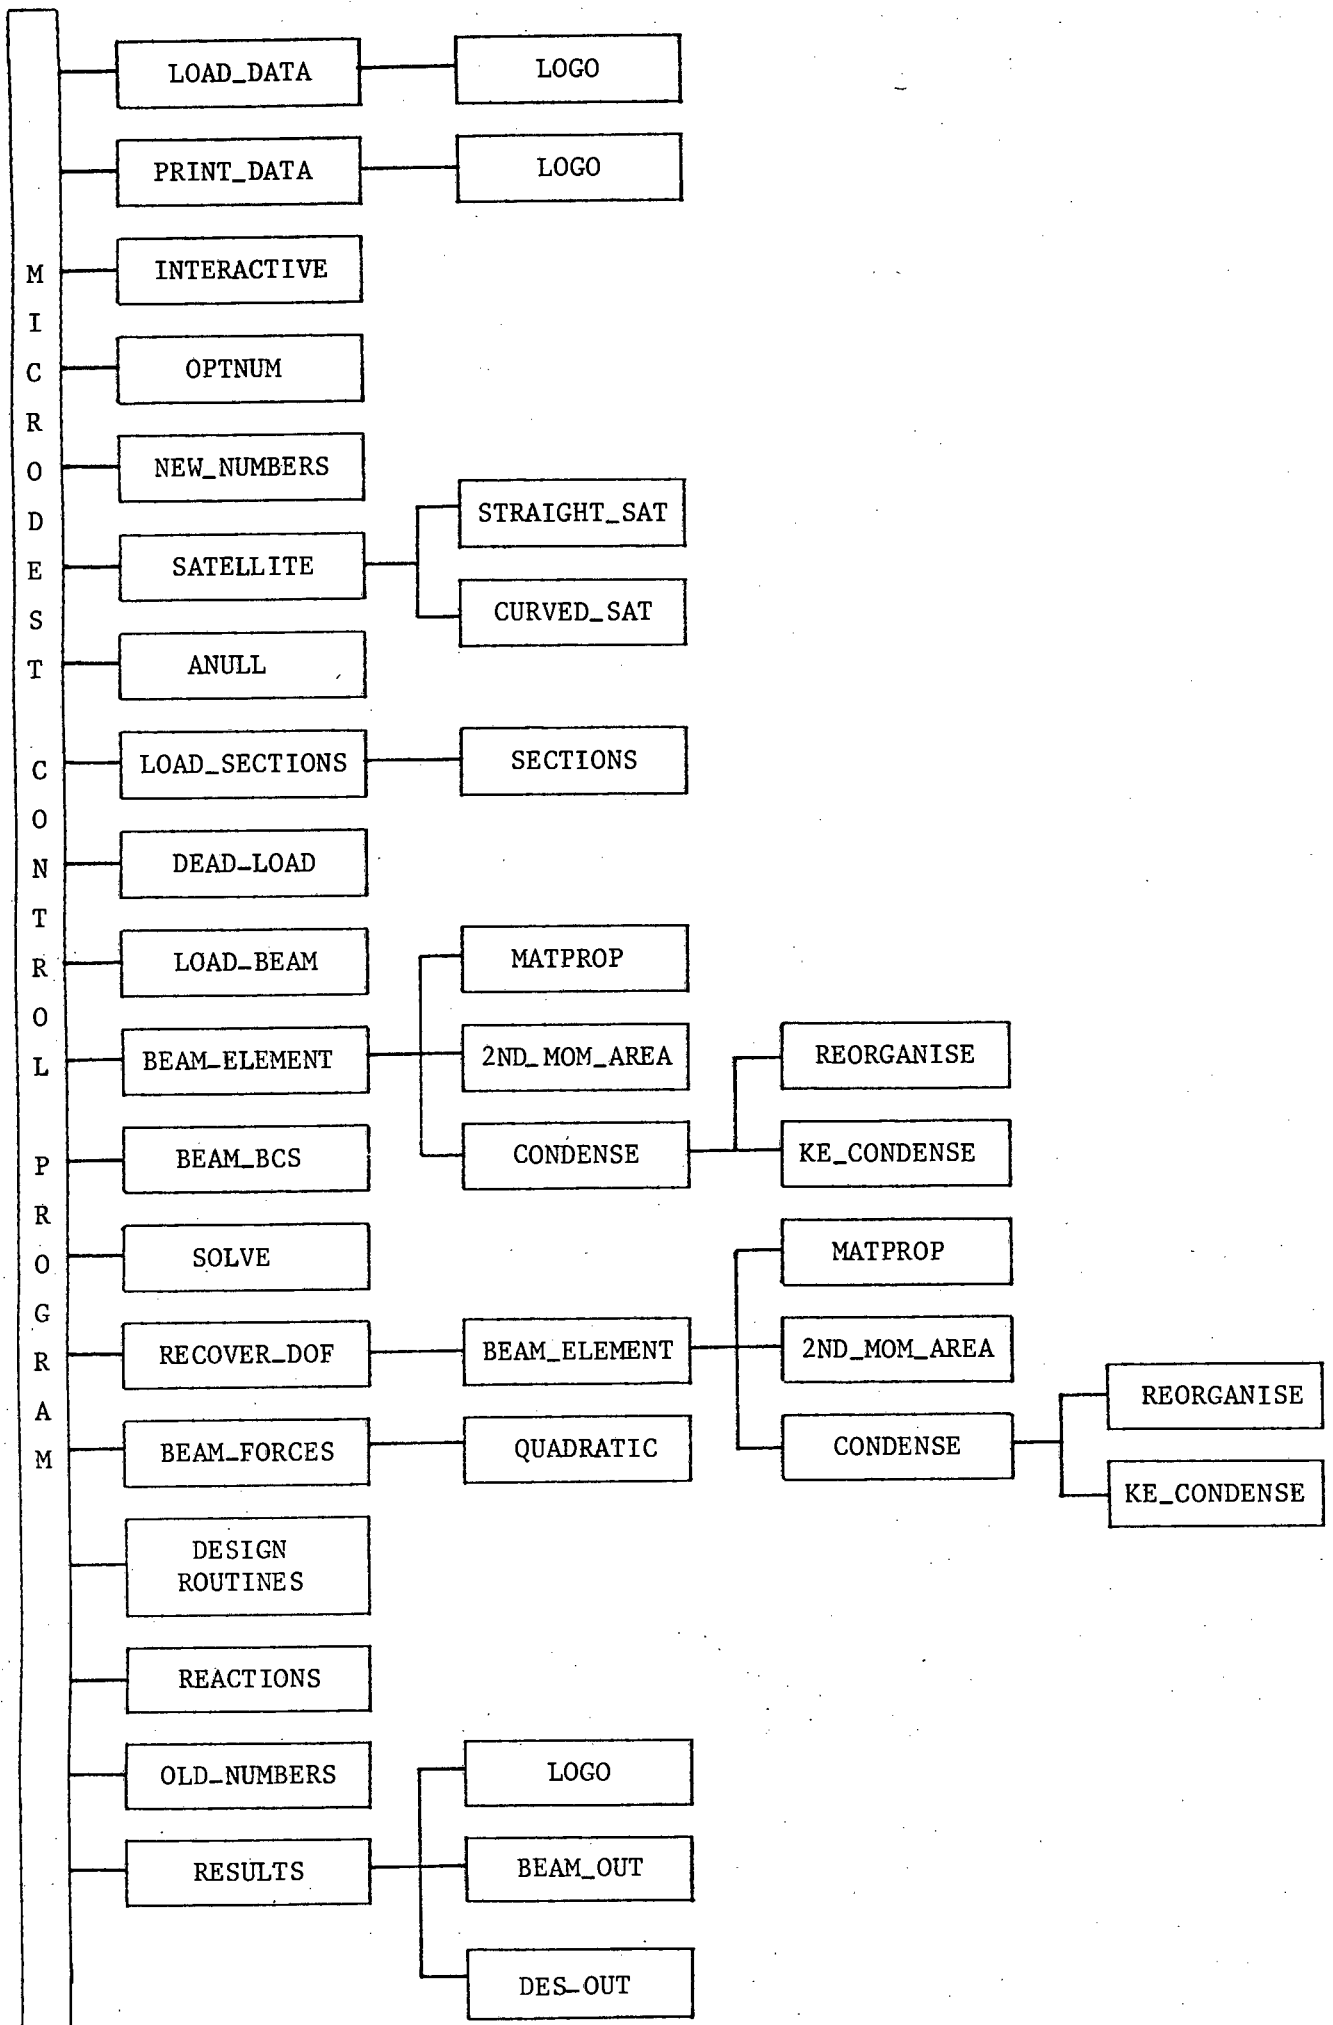 MICRODEST CONTROL PROGRAM
LOAD_DATA
LOGO
PRINT_DATA
LOGO
INTERACTIVE
OPTNUM
NEW_NUMBERS
SATELLITE
STRAIGHT_SAT
CURVED_SAT
ANULL
LOAD_SECTIONS
SECTIONS
DEAD_LOAD
LOAD_BEAM
BEAM_ELEMENT
MATPROP
2ND_MOM_AREA
CONDENSE
REORGANISE
KE_CONDENSE
BEAM_BCS
SOLVE
RECOVER_DOF
BEAM_ELEMENT
MATPROP
2ND_MOM_AREA
CONDENSE
REORGANISE
KE_CONDENSE
BEAM_FORCES
QUADRATIC
DESIGN
ROUTINES
REACTIONS
OLD_NUMBERS
RESULTS
LOGO
BEAM_OUT
DES_OUT